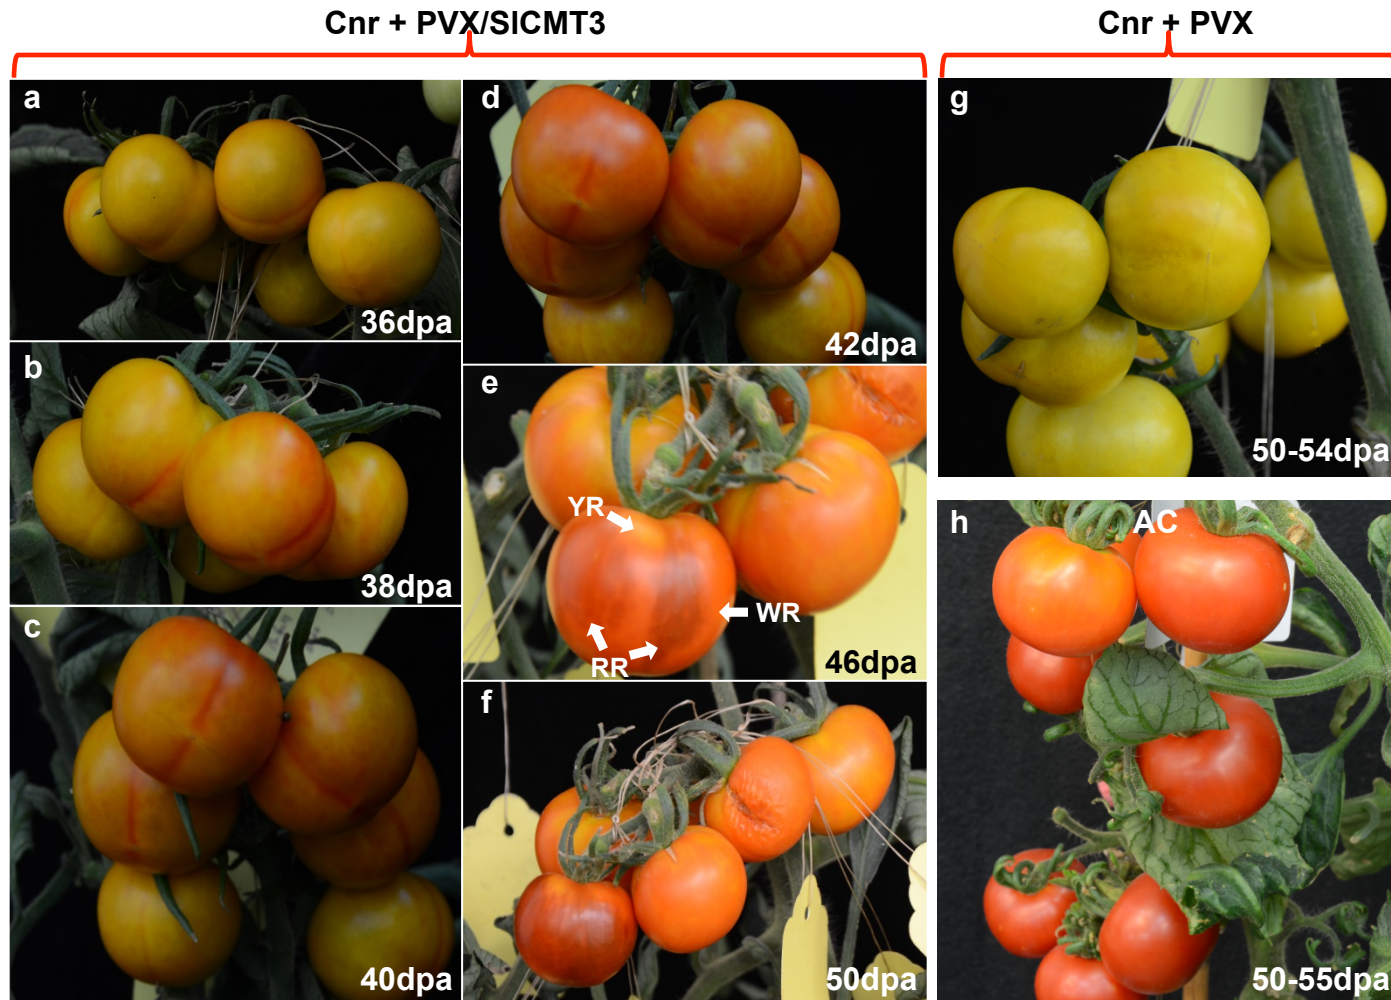 Cnr + PVX/SlCMT3
Cnr + PVX
a
36dpa
b
38dpa
c
40dpa
d
42dpa
e
YR
WR
RR
46dpa
f
50dpa
g
50-54dpa
h
AC
50-55dpa